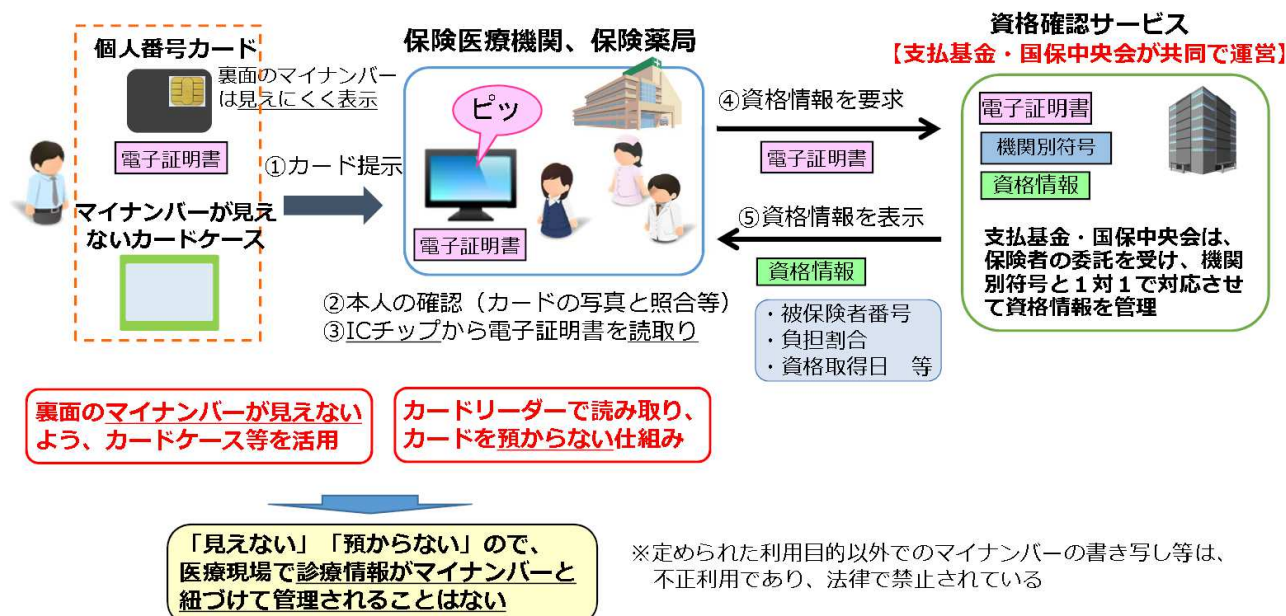 個人番号カード
裏面のマイナンバー
は見えにくく表示
電子証明書
マイナンバーが見え
ないカードケース
①カード提示
保険医療機関、保険薬局
ピッ
電子証明書
②本人の確認（カードの写真と照合等）
③ICチップから電子証明書を読取り
④資格情報を要求
電子証明書
⑤資格情報を表示
資格情報
・被保険者番号
・負担割合
・資格取得日　等
資格確認サービス
【支払基金・国保中央会が共同で運営】
電子証明書
機関別符号
資格情報
支払基金・国保中央会は、
保険者の委託を受け、機関
別符号と１対１で対応させ
て資格情報を管理
裏面のマイナンバーが見えない
よう、カードケース等を活用
カードリーダーで読み取り、
カードを預からない仕組み
「見えない」「預からない」ので、
医療現場で診療情報がマイナンバーと
紐づけて管理されることはない
※定められた利用目的以外でのマイナンバーの書き写し等は、
不正利用であり、法律で禁止されている